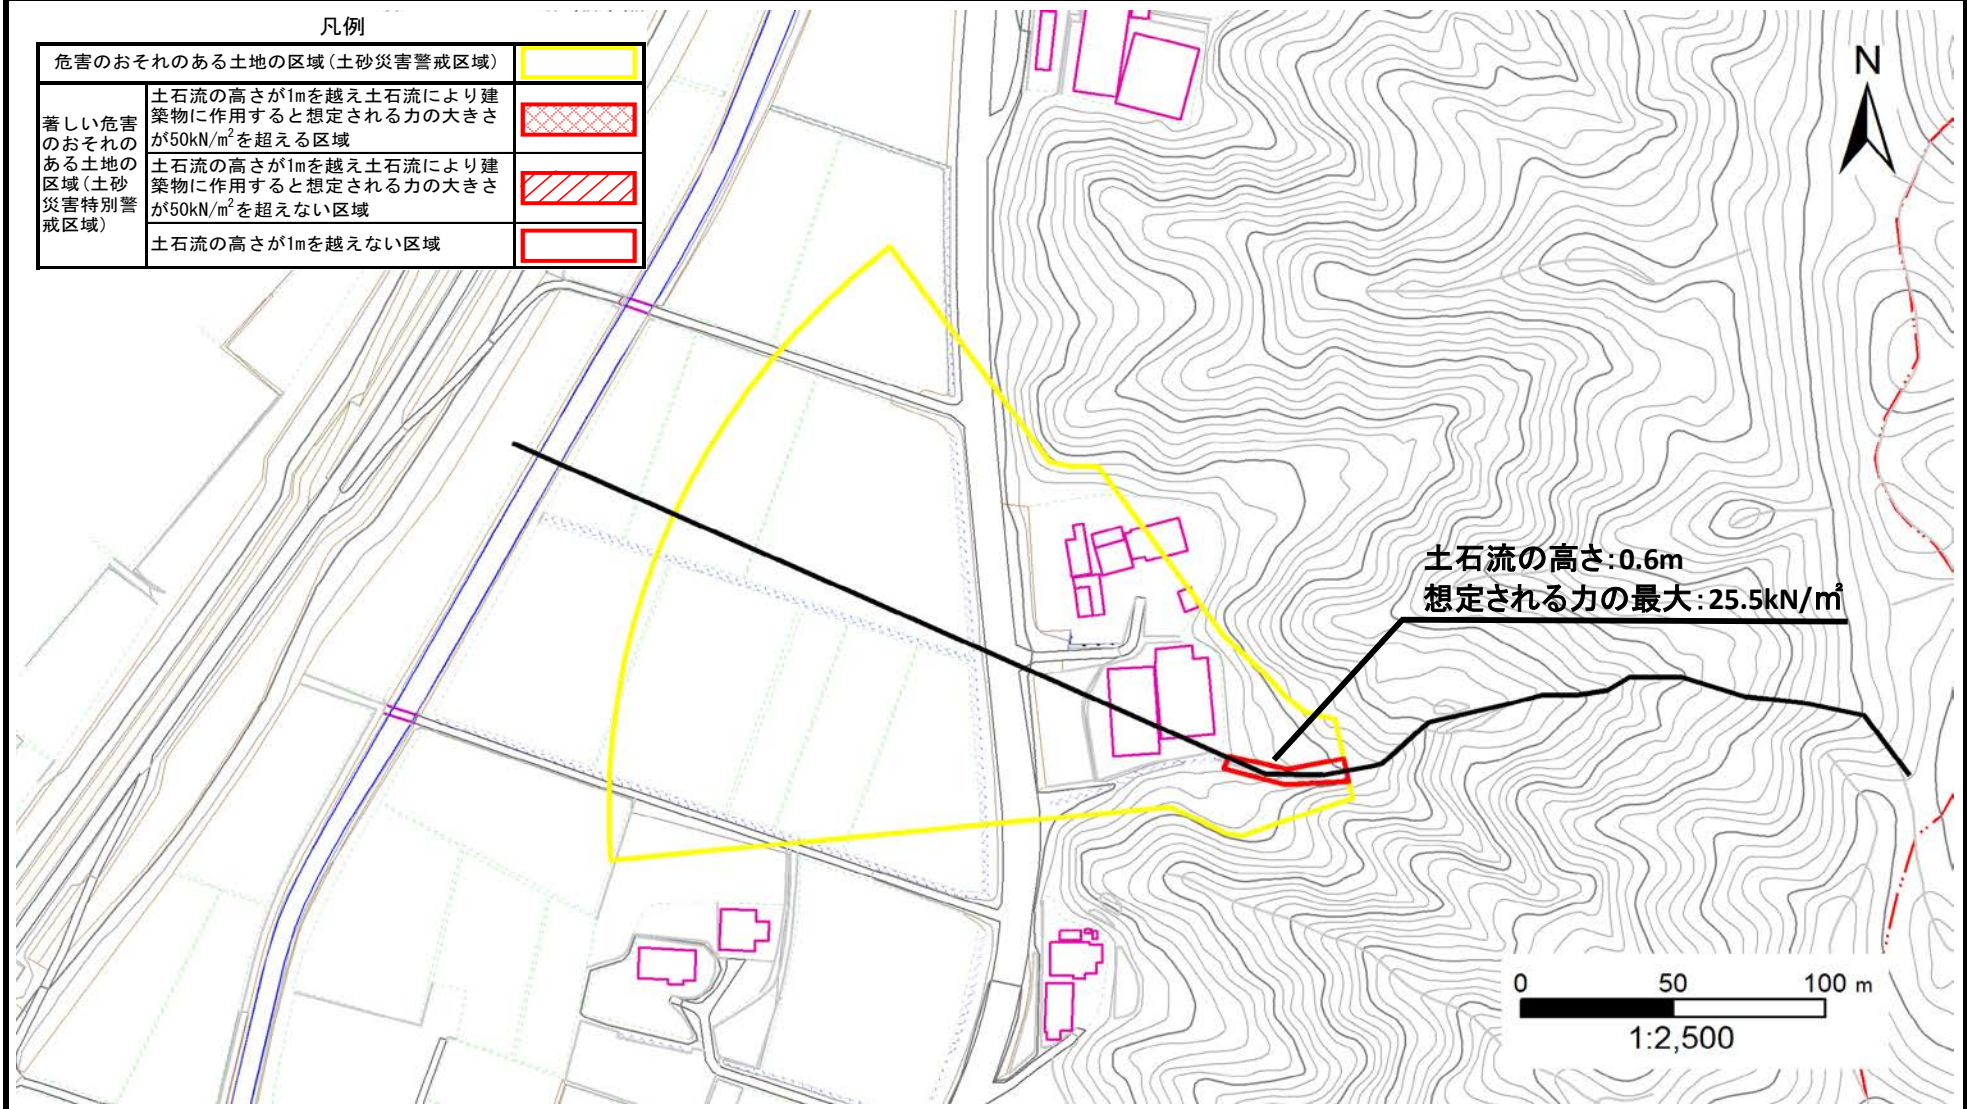 凡例
危害のおそれのある土地の区域(土砂災害警戒区域)
著しい危害
のおそれの
ある土地の
区域(土砂
災害特別警
戒区域)
土石流の高さが1mを越え土石流により建
築物に作用すると想定される力の大きさ
が50kN/m²を超える区域
土石流の高さが1mを越え土石流により建
築物に作用すると想定される力の大きさ
が50kN/m²を超えない区域
土石流の高さが1mを越えない区域
N
土石流の高さ:0.6m
想定される力の最大:25.5kN/㎡
0 50 100 m
1:2,500